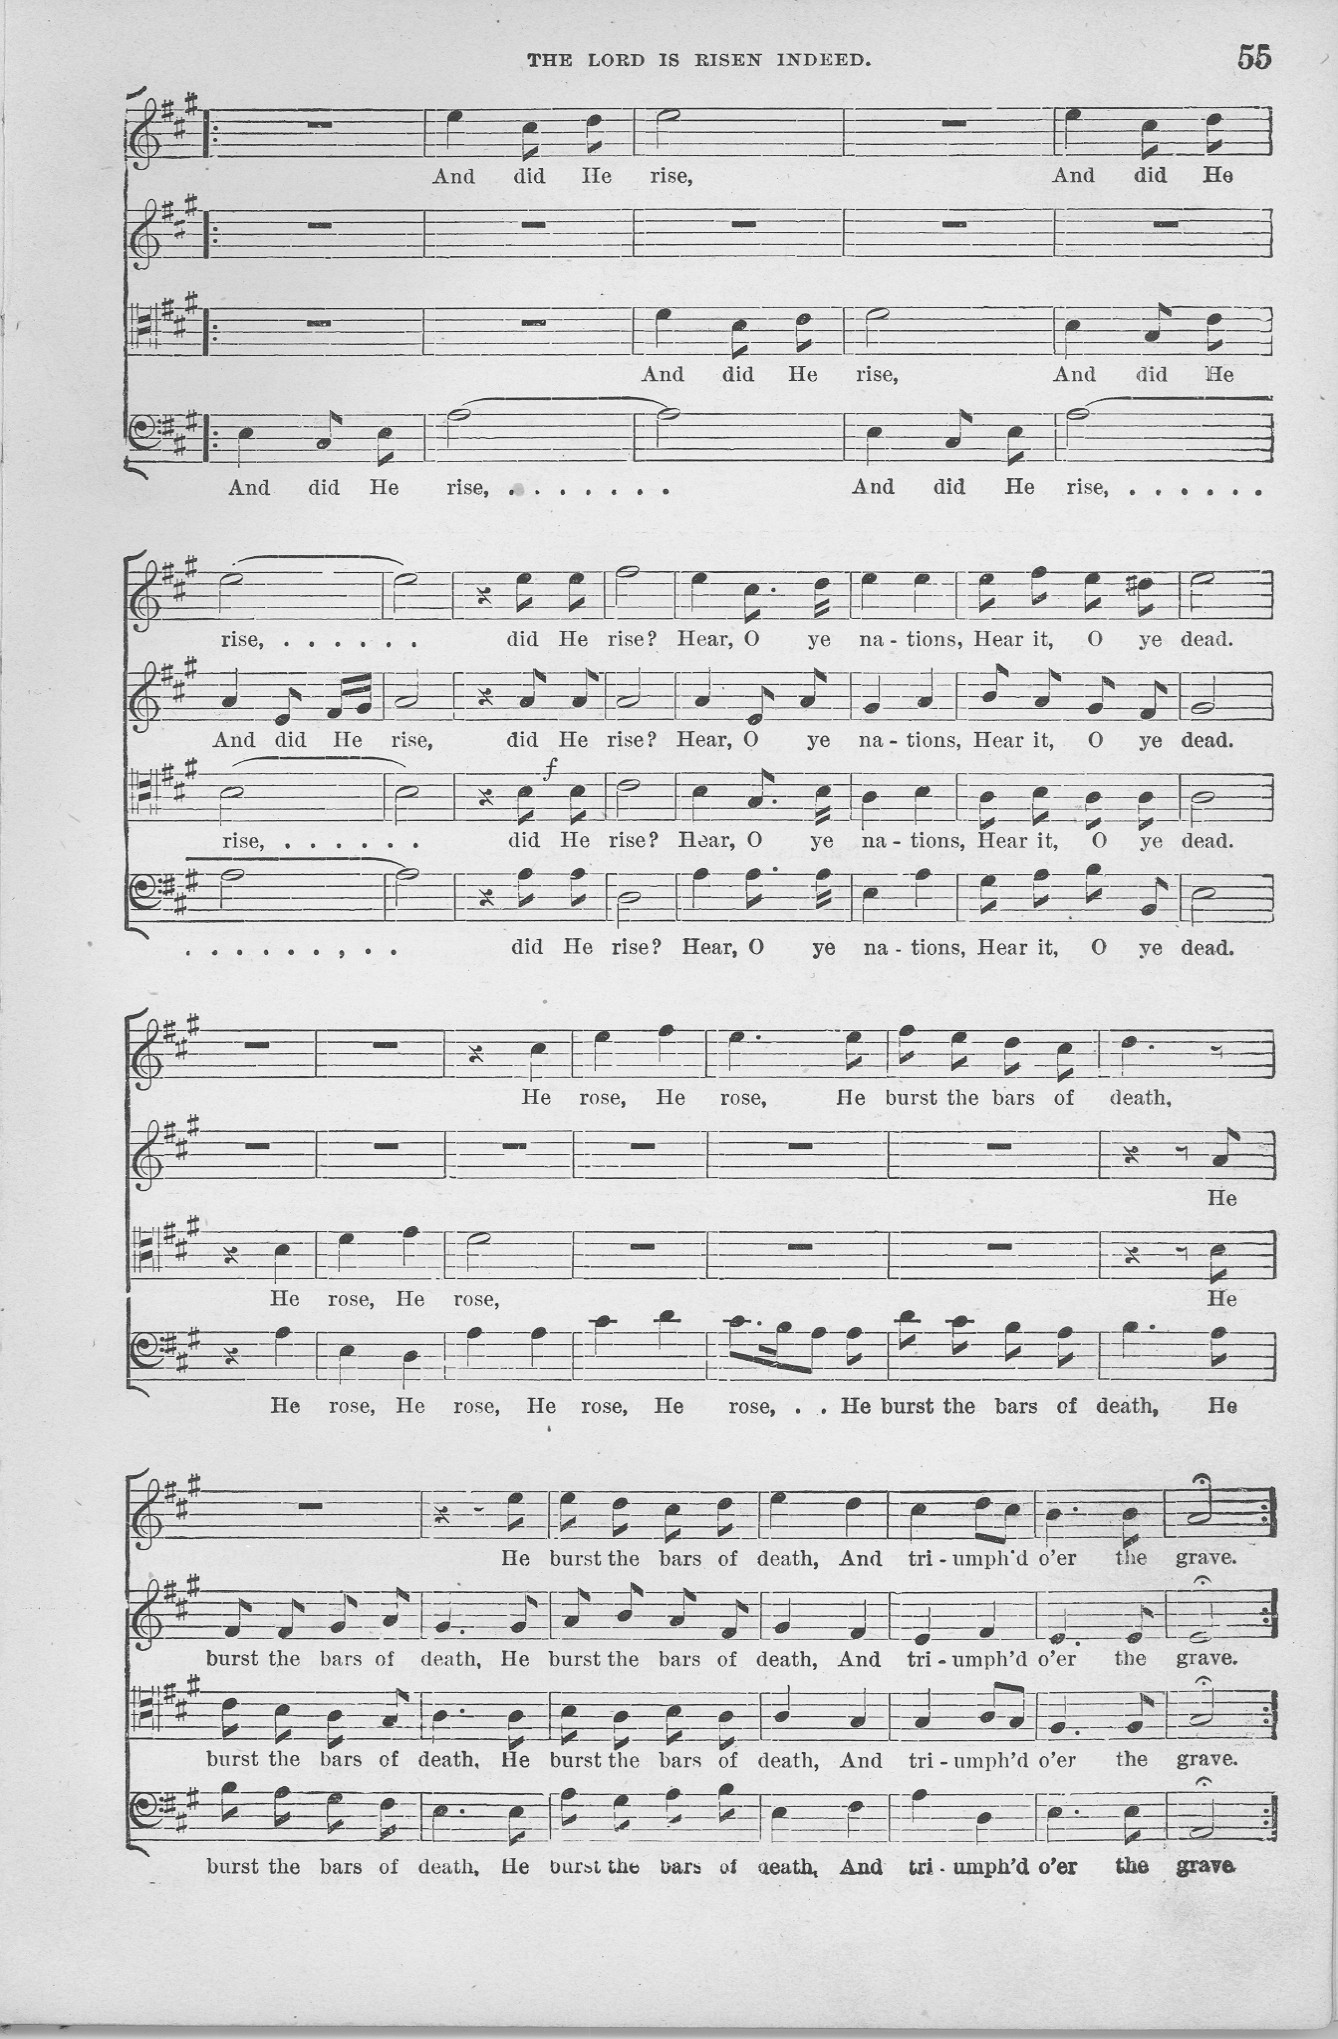 THE LORD IS RISEN INDEED. 55
And did He rise, And did He
And did He rise, And did He
And did He rise, . . . . . . . And did He rise, . . . . . .
rise, . . . . . . did He rise? Hear, O ye na - tions, Hear it, O ye dead.
And did He rise, did He rise? Hear, O ye na - tions, Hear it, O ye dead.
f
rise, . . . . . . did He rise? Hear, O ye na - tions, Hear it, O ye dead.
. . . . . . , . . did He rise? Hear, O ye na - tions, Hear it, O ye dead.
He rose, He rose, He burst the bars of death,
He
He rose, He rose, He
He rose, He rose, He rose, He rose, . . He burst the bars of death, He
He burst the bars of death, And tri - umph'd o'er the grave.
burst the bars of death, He burst the bars of death, And tri - umph'd o'er the grave.
burst the bars of death, He burst the bars of death, And tri - umph'd o'er the grave.
burst the bars of death, He burst the bars of death, And tri - umph'd o'er the grave